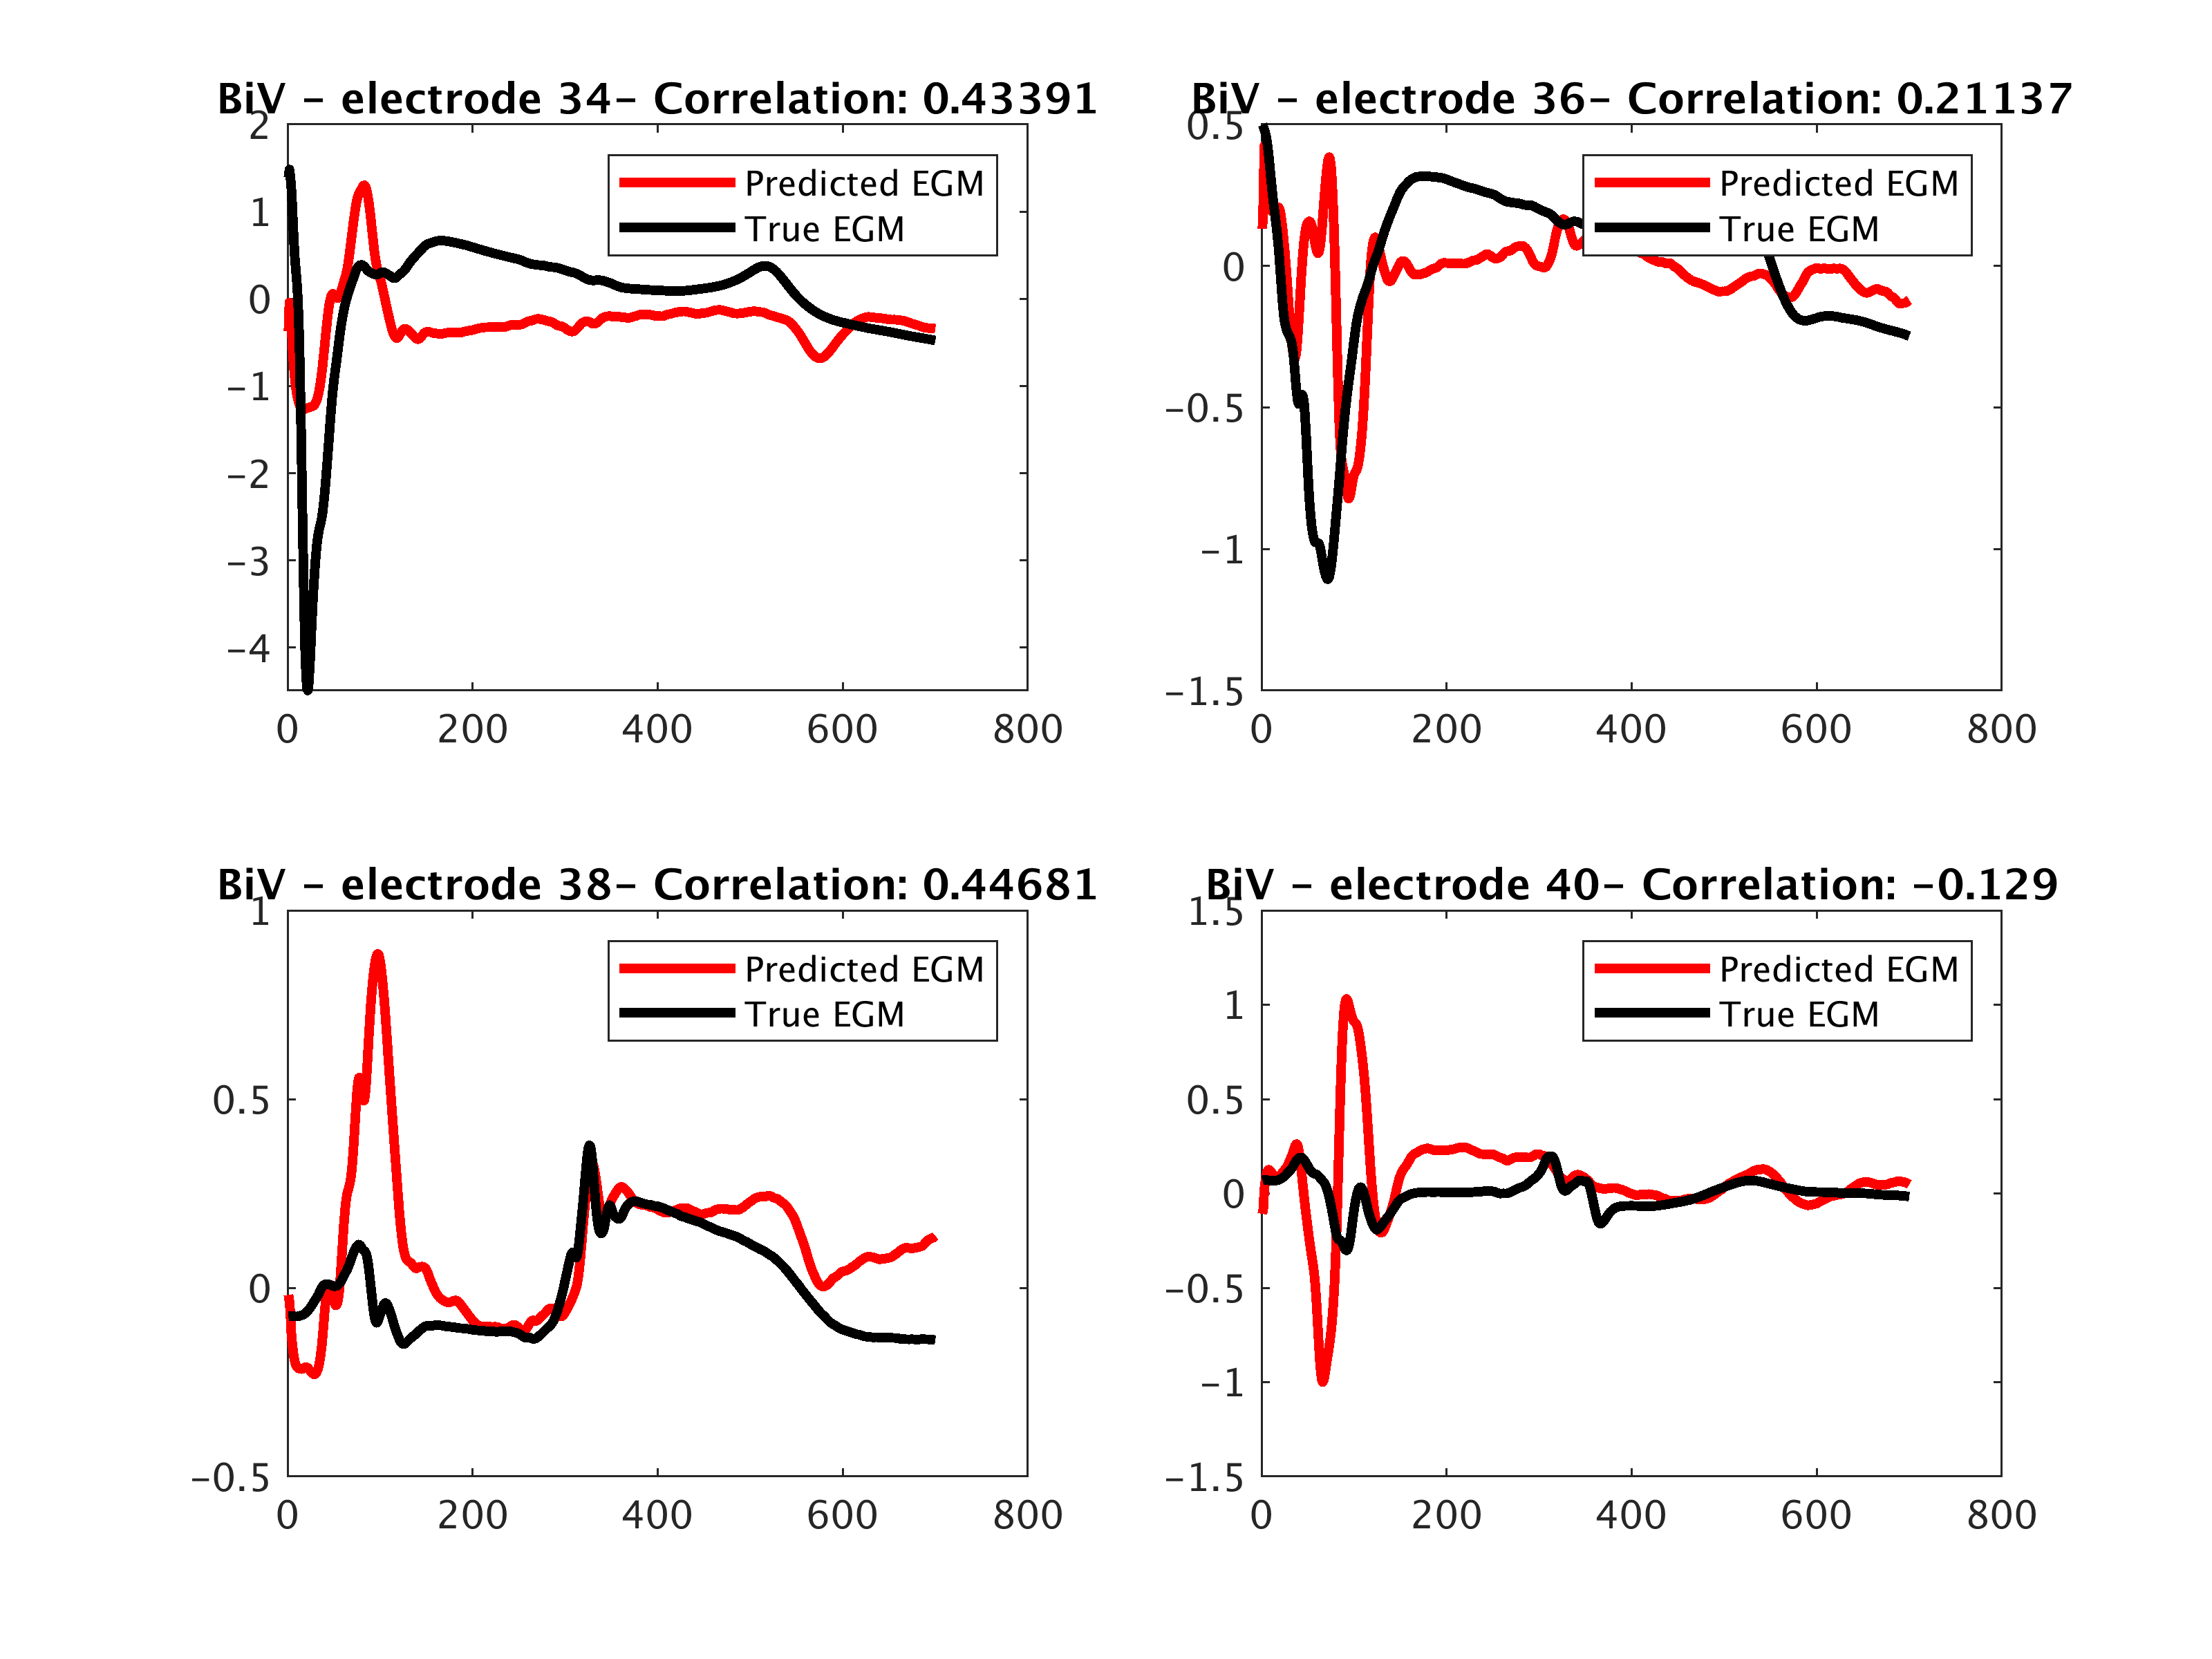 BiV - electrode 34- Correlation: 0.43391
2
1
0
-1
-2
-3
-4
0 200 400 600 800
Predicted EGM
True EGM
BiV - electrode 36- Correlation: 0.21137
0.5
0
-0.5
-1
-1.5
0 200 400 600 800
Predicted EGM
True EGM
BiV - electrode 38- Correlation: 0.44681
1
0.5
0
-0.5
0 200 400 600 800
Predicted EGM
True EGM
BiV - electrode 40- Correlation: -0.129
1.5
1
0.5
0
-0.5
-1
-1.5
0 200 400 600 800
Predicted EGM
True EGM